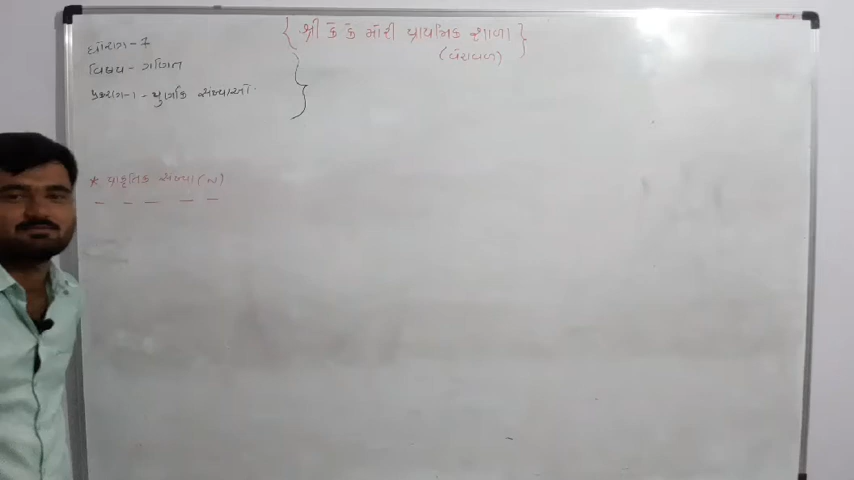 { શ્રી કે કે મોરી પ્રાથમિક શાળા }
(વેરાવળ)
ધોરણ-7
વિષય - ગણિત
પ્રકરણ-1 - પૂર્ણાંક સંખ્યાઓ.
* પ્રાકૃતિક સંખ્યા (N)